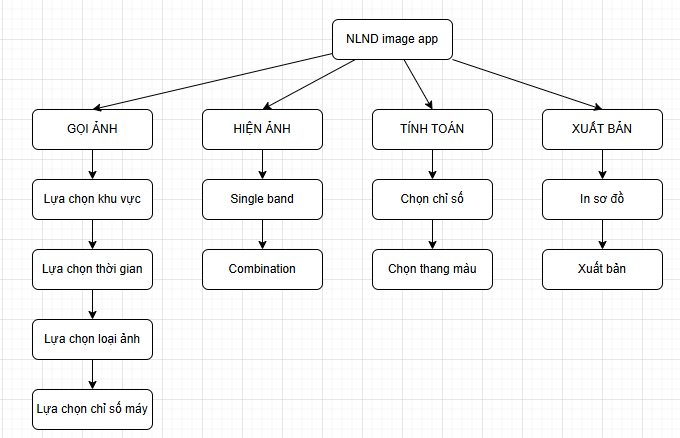 NLND image app
GỌI ẢNH
HIỆN ẢNH
TÍNH TOÁN
XUẤT BẢN
Lựa chọn khu vực
Single band
Chọn chỉ số
In sơ đồ
Lựa chọn thời gian
Combination
Chọn thang màu
Xuất bản
Lựa chọn loại ảnh
Lựa chọn chỉ số máy